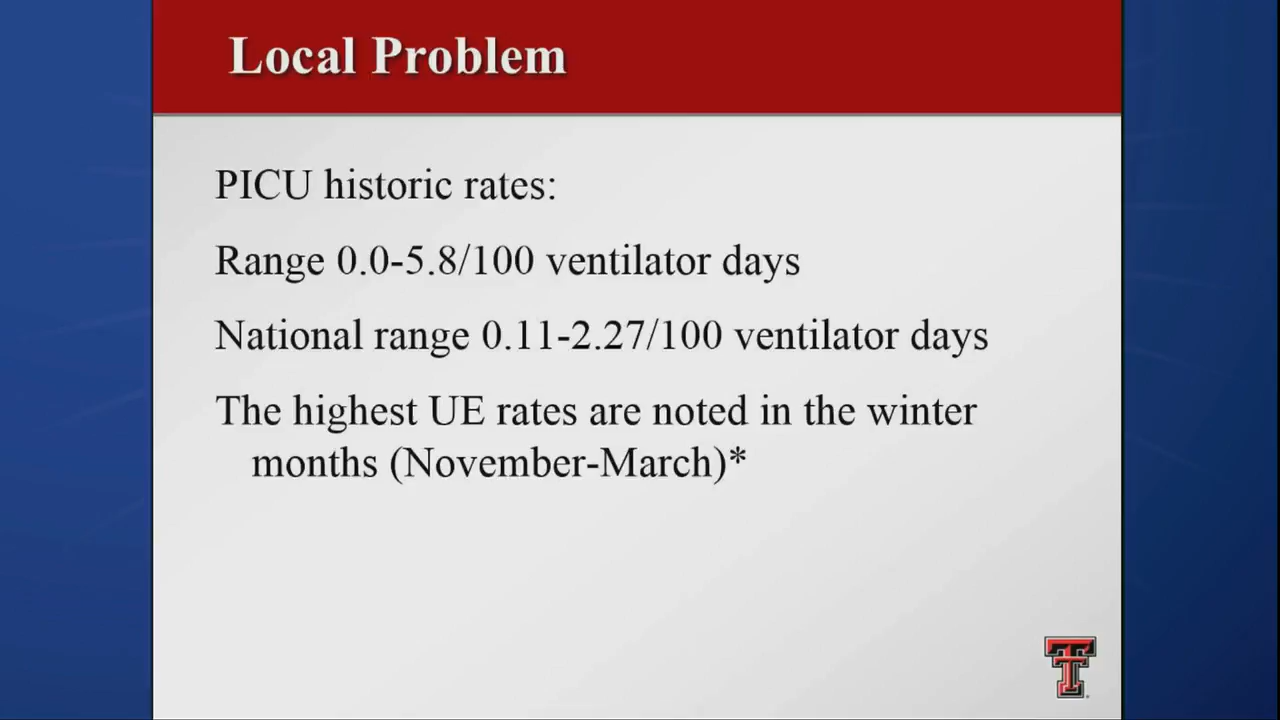 Local Problem
PICU historic rates:
Range 0.0-5.8/100 ventilator days
National range 0.11-2.27/100 ventilator days
The highest UE rates are noted in the winter
months (November-March)*